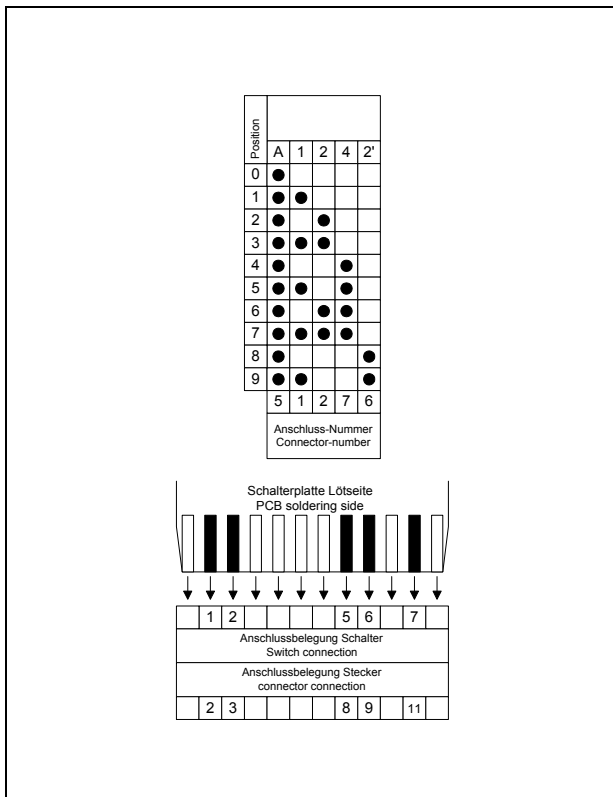 Position
A 1 2 4 2'
0
1
2
3
4
5
6
7
8
9
5 1 2 7 6
Anschluss-Nummer
Connector-number
Schalterplatte Lötseite
PCB soldering side
1 2 5 6 7
Anschlussbelegung Schalter
Switch connection
Anschlussbelegung Stecker
connector connection
2 3 8 9 11